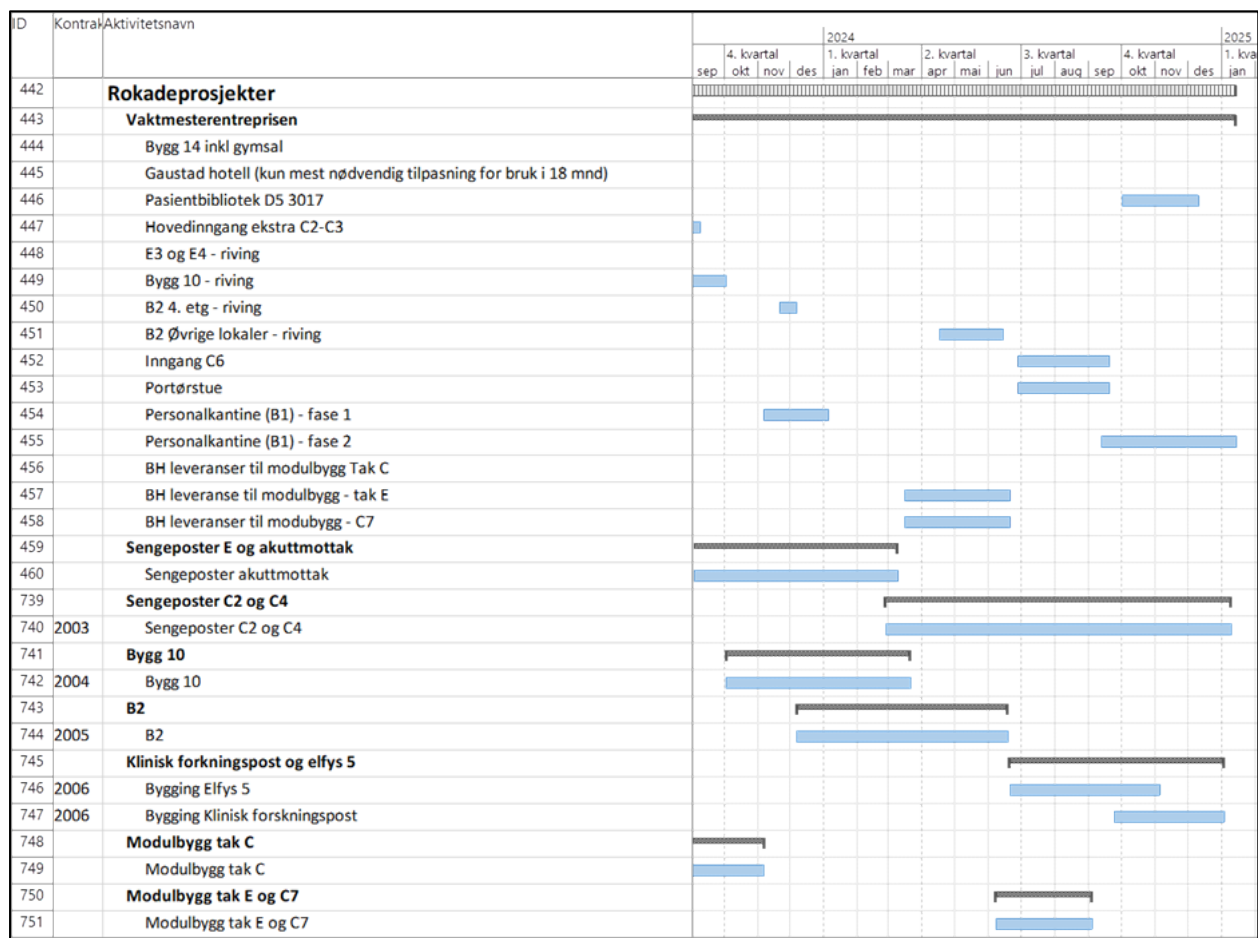 ID Kontrak Aktivitetsnavn
2024 2025
4. kvartal 1. kvartal 2. kvartal 3. kvartal 4. kvartal 1. kva
sep okt nov des jan feb mar apr mai jun jul aug sep okt nov des jan
442 Rokadeprosjekter
443 Vaktmesterentreprisen
444 Bygg 14 inkl gymsal
445 Gaustad hotell (kun mest nødvendig tilpasning for bruk i 18 mnd)
446 Pasientbibliotek D5 3017
447 Hovedinngang ekstra C2-C3
448 E3 og E4 - riving
449 Bygg 10 - riving
450 B2 4. etg - riving
451 B2 Øvrige lokaler - riving
452 Inngang C6
453 Portørstue
454 Personalkantine (B1) - fase 1
455 Personalkantine (B1) - fase 2
456 BH leveranser til modulbygg Tak C
457 BH leveranse til modulbygg - tak E
458 BH leveranser til modubygg - C7
459 Sengeposter E og akuttmottak
460 Sengeposter akuttmottak
739 Sengeposter C2 og C4
740 2003 Sengeposter C2 og C4
741 Bygg 10
742 2004 Bygg 10
743 B2
744 2005 B2
745 Klinisk forkningspost og elfys 5
746 2006 Bygging Elfys 5
747 2006 Bygging Klinisk forskningspost
748 Modulbygg tak C
749 Modulbygg tak C
750 Modulbygg tak E og C7
751 Modulbygg tak E og C7